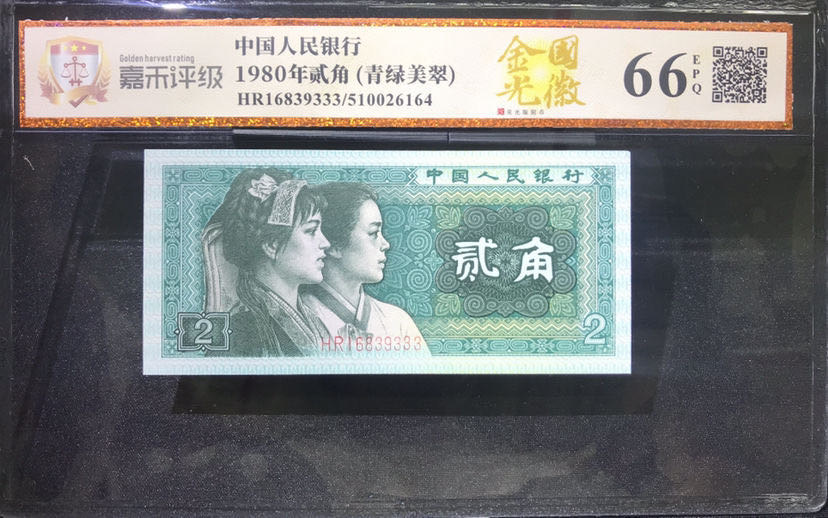 Golden harvest rating
嘉禾评级
中国人民银行
1980年贰角 (青绿美翠)
HR16839333/510026164
金光
國徽
66
EPQ
中国人民银行
贰角
2
HR16839333
2